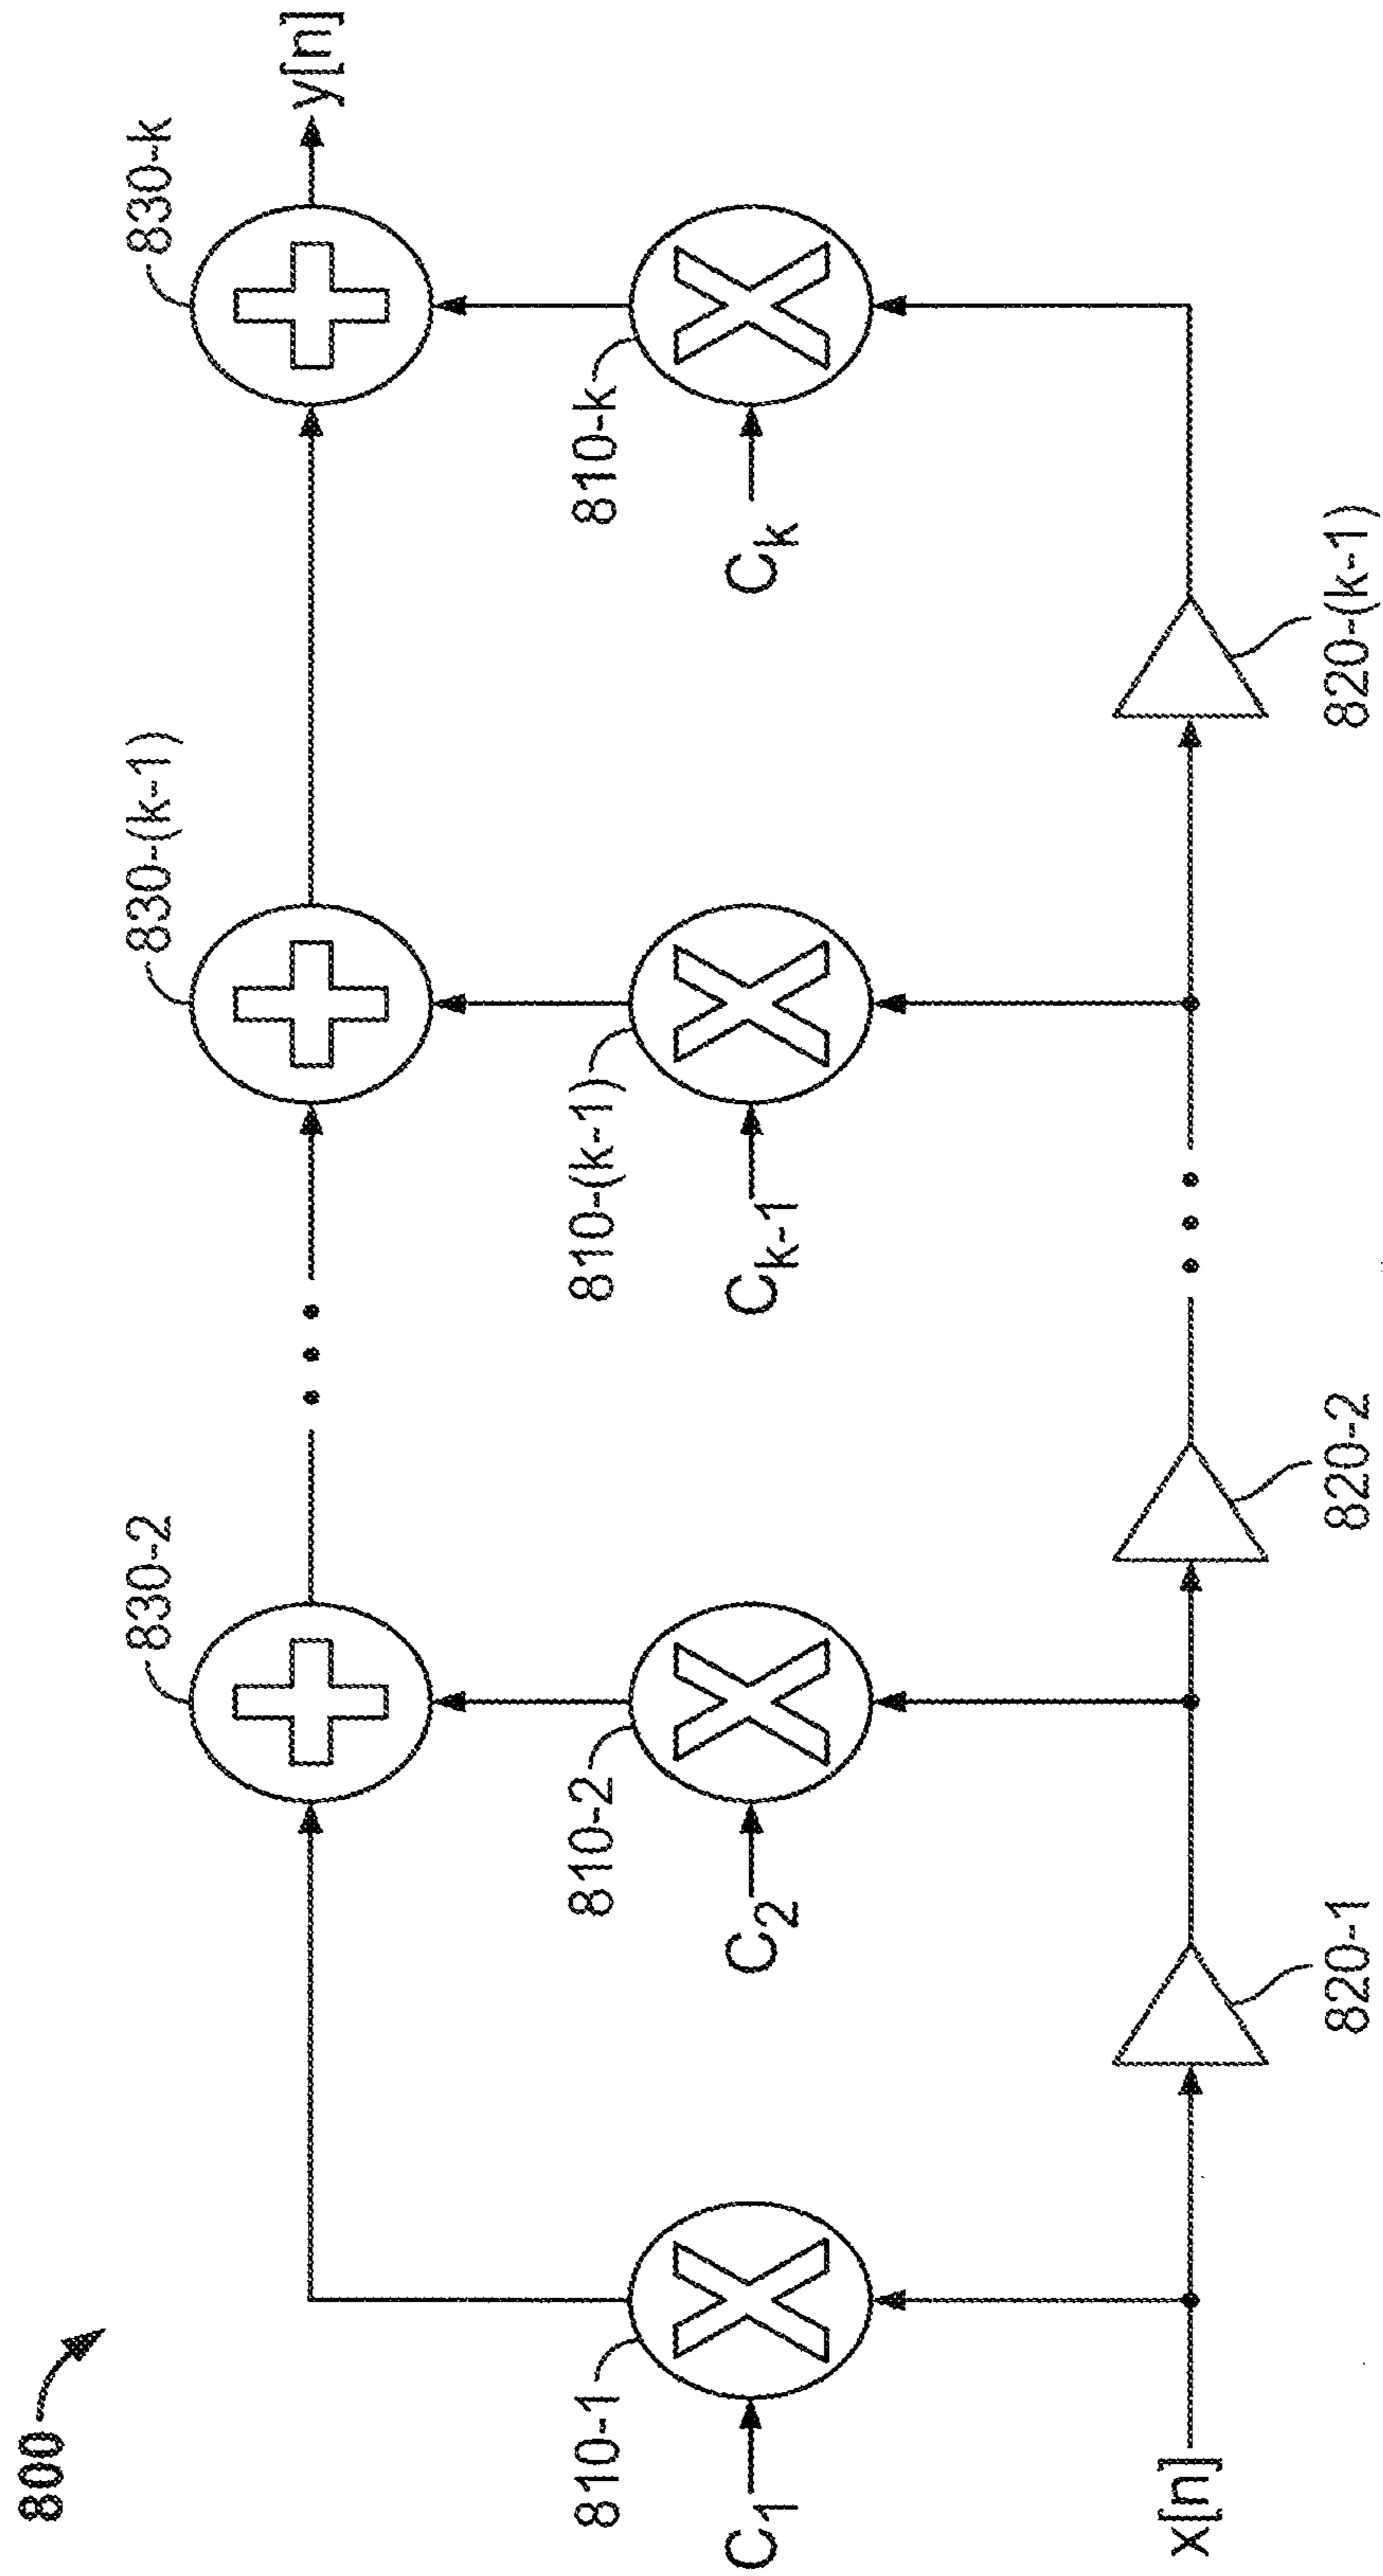 800
830-2
830-(k-1)
830-k
y[n]
810-1
810-2
810-(k-1)
810-k
C1
C2
Ck-1
Ck
x[n]
820-1
820-2
820-(k-1)